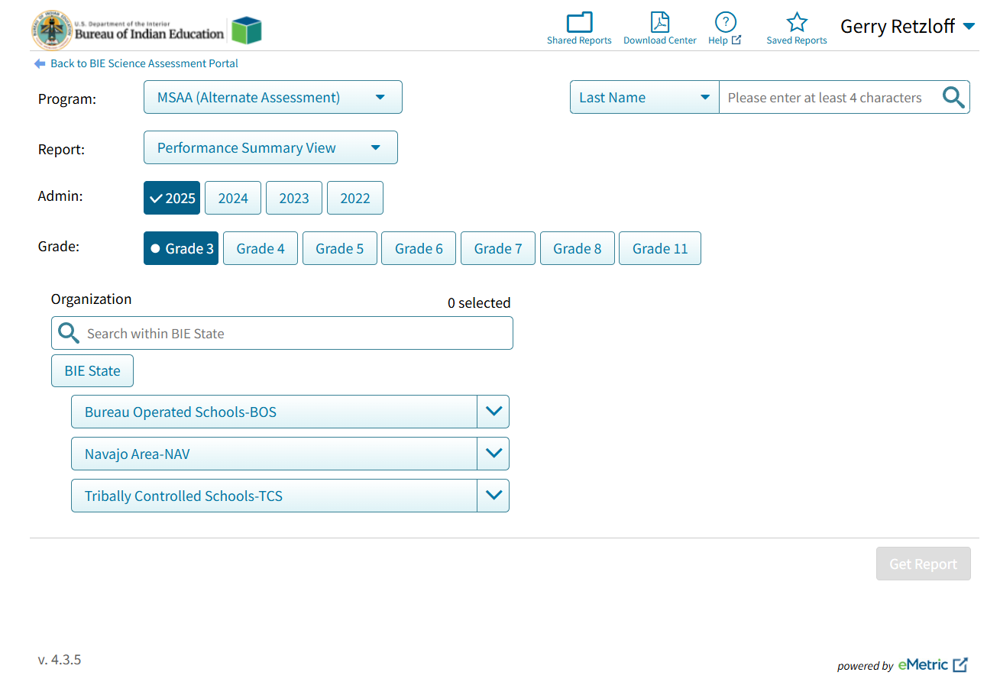 U.S. Department of the Interior
Bureau of Indian Education
Shared Reports
Download Center
Help
Saved Reports
Gerry Retzloff
Back to BIE Science Assessment Portal
Program:
MSAA (Alternate Assessment)
Last Name
Please enter at least 4 characters
Report:
Performance Summary View
Admin:
2025
2024
2023
2022
Grade:
Grade 3
Grade 4
Grade 5
Grade 6
Grade 7
Grade 8
Grade 11
Organization
0 selected
Search within BIE State
BIE State
Bureau Operated Schools-BOS
Navajo Area-NAV
Tribally Controlled Schools-TCS
Get Report
v. 4.3.5
powered by eMetric